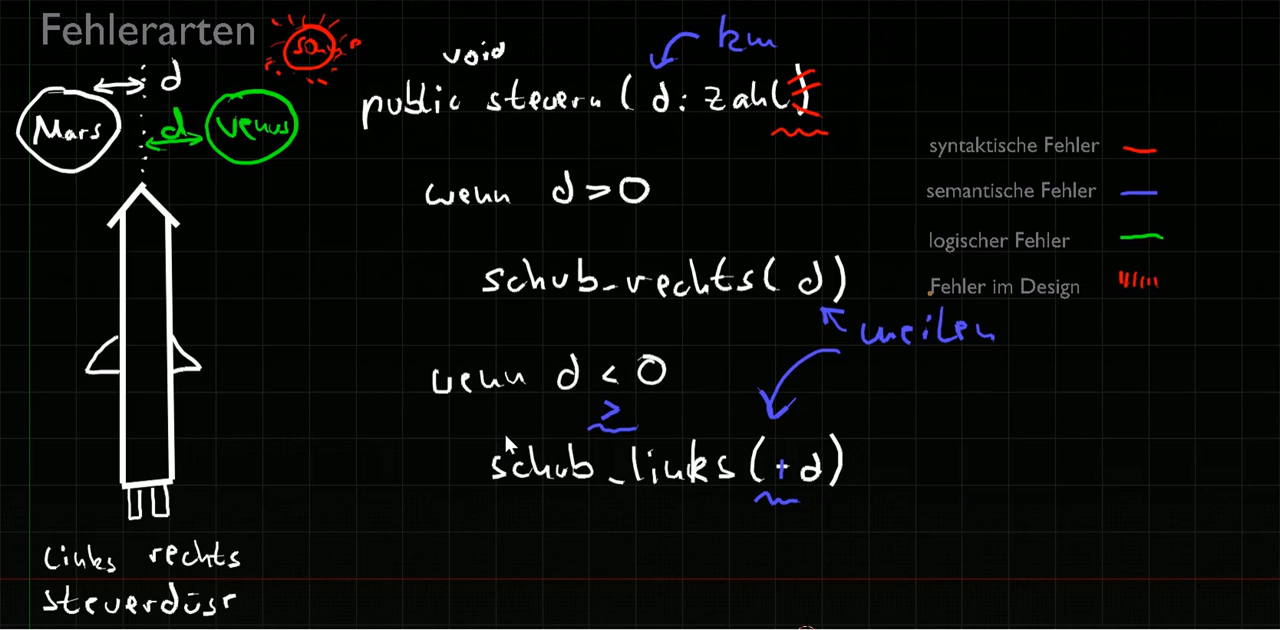 Fehlerarten
Sonne
d
Mars
d
Venus
km
void
public steuern ( d: Zahl )
wenn d > 0
schub_rechts( d )
meilen
wenn d < 0
>
schub_links ( + d )
syntaktische Fehler
semantische Fehler
logischer Fehler
Fehler im Design
Links rechts
steuerdüse